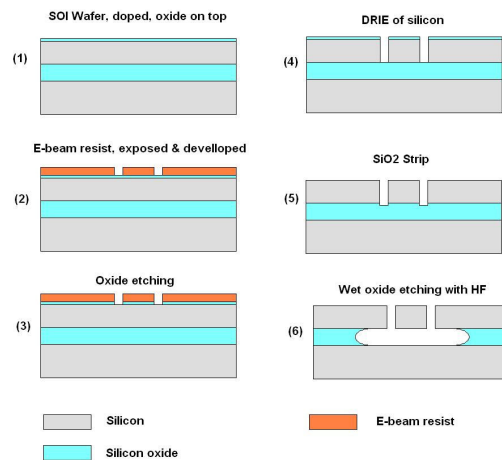 SOI Wafer, doped, oxide on top
(1)
E-beam resist, exposed & develloped
(2)
Oxide etching
(3)
DRIE of silicon
(4)
SiO2 Strip
(5)
Wet oxide etching with HF
(6)
Silicon
Silicon oxide
E-beam resist